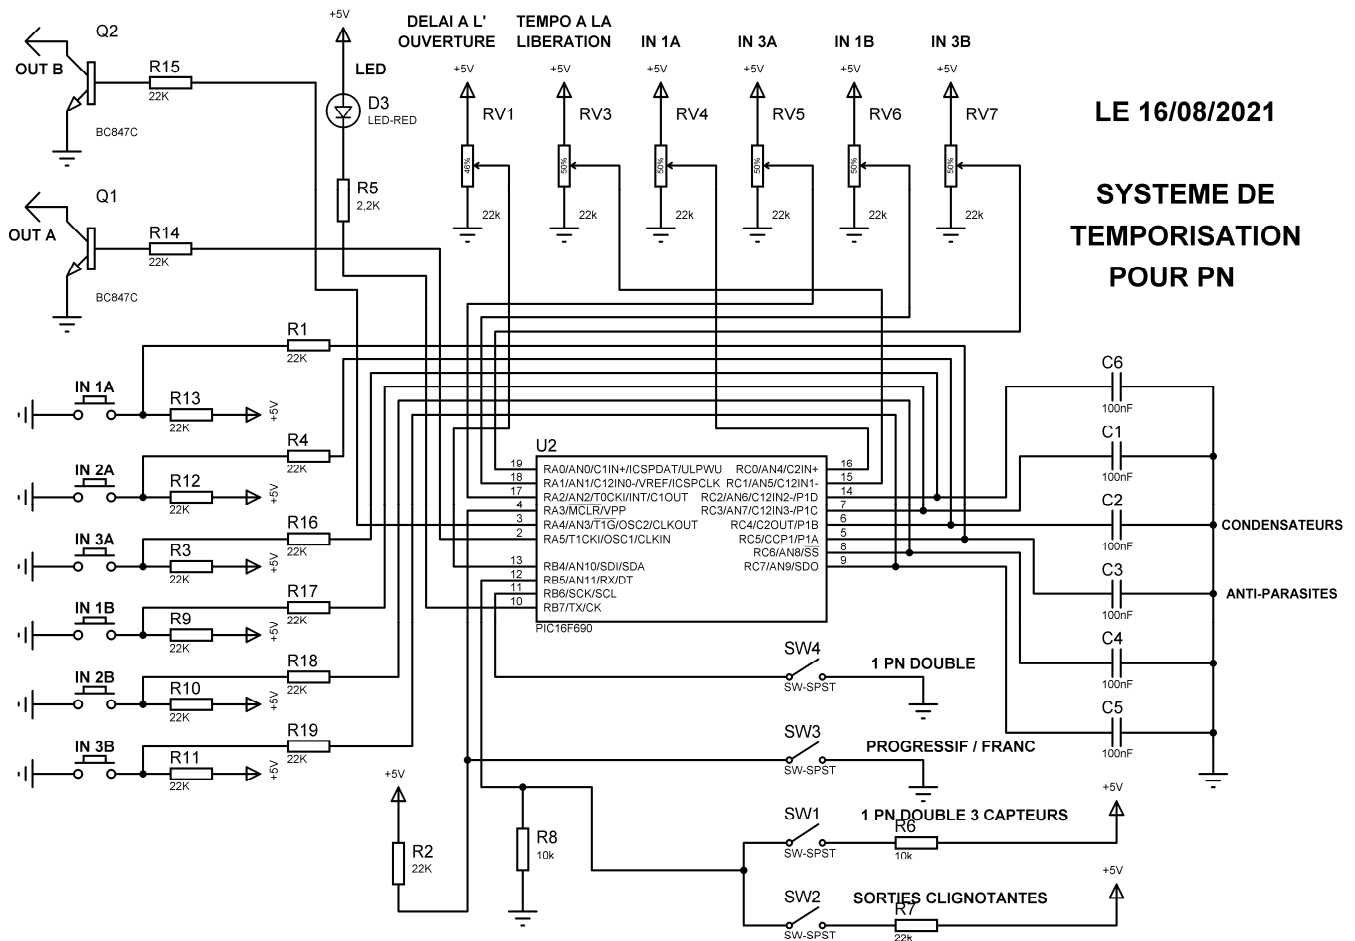 Q2
OUT B
R15
22K
BC847C
+5V
LED
D3
LED-RED
R5
2,2K
DELAI A L'
OUVERTURE
+5V
RV1
46%
22k
TEMPO A LA
LIBERATION
+5V
RV3
50%
22k
IN 1A
+5V
RV4
50%
22k
IN 3A
+5V
RV5
50%
22k
IN 1B
+5V
RV6
50%
22k
IN 3B
+5V
RV7
50%
22k
LE 16/08/2021
SYSTEME DE
TEMPORISATION
POUR PN
Q1
OUT A
R14
22K
BC847C
R1
22K
IN 1A
R13
22K
+5V
R4
22K
IN 2A
R12
22K
+5V
R16
22K
IN 3A
R3
22K
+5V
R17
22K
IN 1B
R9
22K
+5V
R18
22K
IN 2B
R10
22K
+5V
R19
22K
IN 3B
R11
22K
+5V
U2
19 RA0/AN0/C1IN+/ICSPDAT/ULPWU RC0/AN4/C2IN+ 16
18 RA1/AN1/C12IN0-/VREF/ICSPCLK RC1/AN5/C12IN1- 15
17 RA2/AN2/T0CKI/INT/C1OUT RC2/AN6/C12IN2-/P1D 14
4 RA3/MCLR/VPP RC3/AN7/C12IN3-/P1C 7
3 RA4/AN3/T1G/OSC2/CLKOUT RC4/C2OUT/P1B 6
2 RA5/T1CKI/OSC1/CLKIN RC5/CCP1/P1A 5
RC6/AN8/SS 8
13 RB4/AN10/SDI/SDA RC7/AN9/SDO 9
12 RB5/AN11/RX/DT
11 RB6/SCK/SCL
10 RB7/TX/CK
PIC16F690
C6
100nF
C1
100nF
C2
100nF
CONDENSATEURS
C3
100nF
ANTI-PARASITES
C4
100nF
C5
100nF
SW4
SW-SPST
1 PN DOUBLE
SW3
SW-SPST
PROGRESSIF / FRANC
+5V
R2
22K
R8
10k
SW1
SW-SPST
1 PN DOUBLE 3 CAPTEURS
R6
10k
+5V
SW2
SW-SPST
SORTIES CLIGNOTANTES
R7
22k
+5V